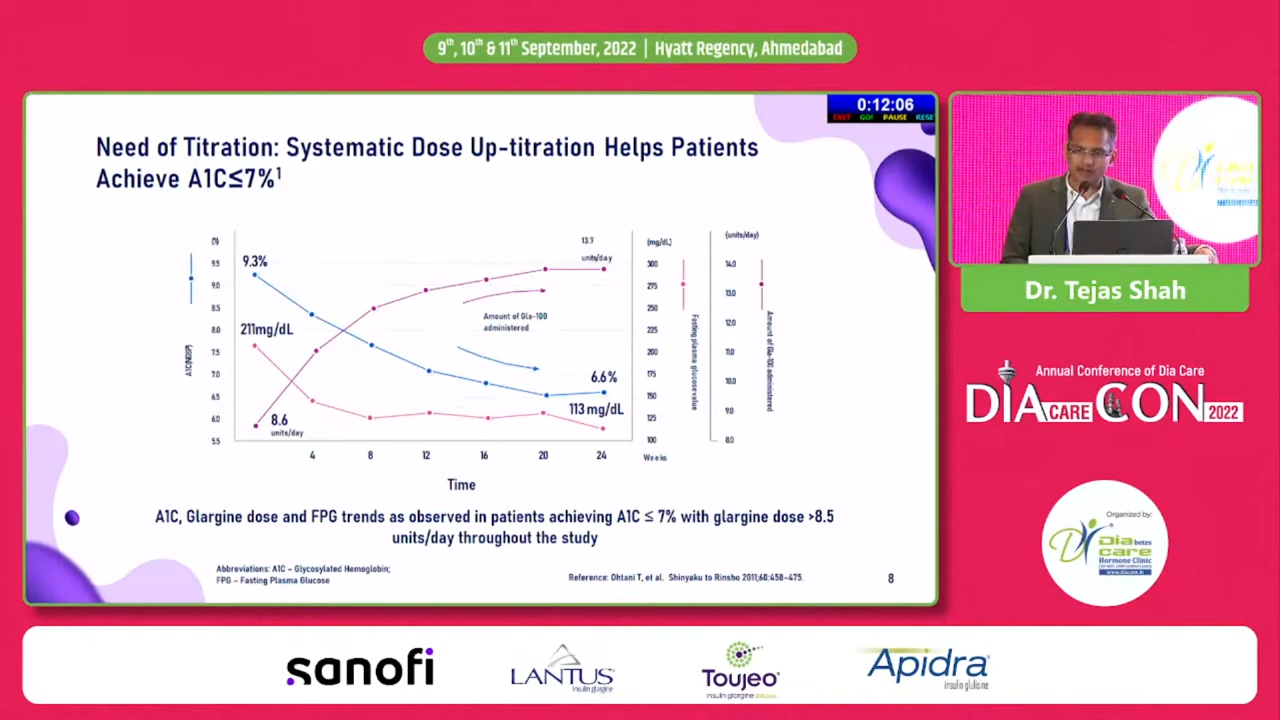 9th, 10th & 11th September, 2022 | Hyatt Regency, Ahmedabad
0:12:06
EXIT GO! PAUSE RESE
Need of Titration: Systematic Dose Up-titration Helps Patients
Achieve A1C≤7%¹
(%)
9.5
9.0
8.5
8.0
7.5
7.0
6.5
6.0
5.5
A1C(NGSP)
9.3%
211mg/dL
8.6
units/day
13.7
units/day
Amount of Gla-100
administered
6.6%
113 mg/dL
(mg/dL)
300
275
250
225
200
175
150
125
100
Fasting plasma glucose value
(units/day)
14.0
13.0
12.0
11.0
10.0
9.0
8.0
Amount of Gla-100 administered
4 8 12 16 20 24 Weeks
Time
A1C, Glargine dose and FPG trends as observed in patients achieving A1C ≤ 7% with glargine dose >8.5
units/day throughout the study
Abbreviations: A1C – Glycosylated Hemoglobin;
FPG – Fasting Plasma Glucose
Reference: Ohtani T, et al. Shinyaku to Rinsho 2011;60:458-475.
8
Dr. Tejas Shah
Annual Conference of Dia Care
DIA CARE CON 2022
Organized by:
Diabetes
care
Hormone Clinic
www.diacare.in
sanofi
LANTUS
insulin glargine
Toujeo
insulin glargine
Apidra
insulin glulisine